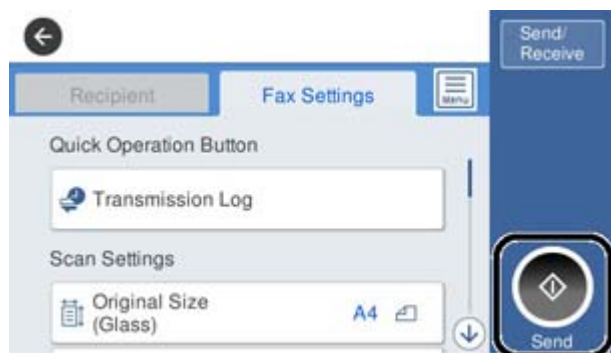 Send/
Receive
Recipient
Fax Settings
Menu
Quick Operation Button
Transmission Log
Scan Settings
Original Size
(Glass)
A4
Send